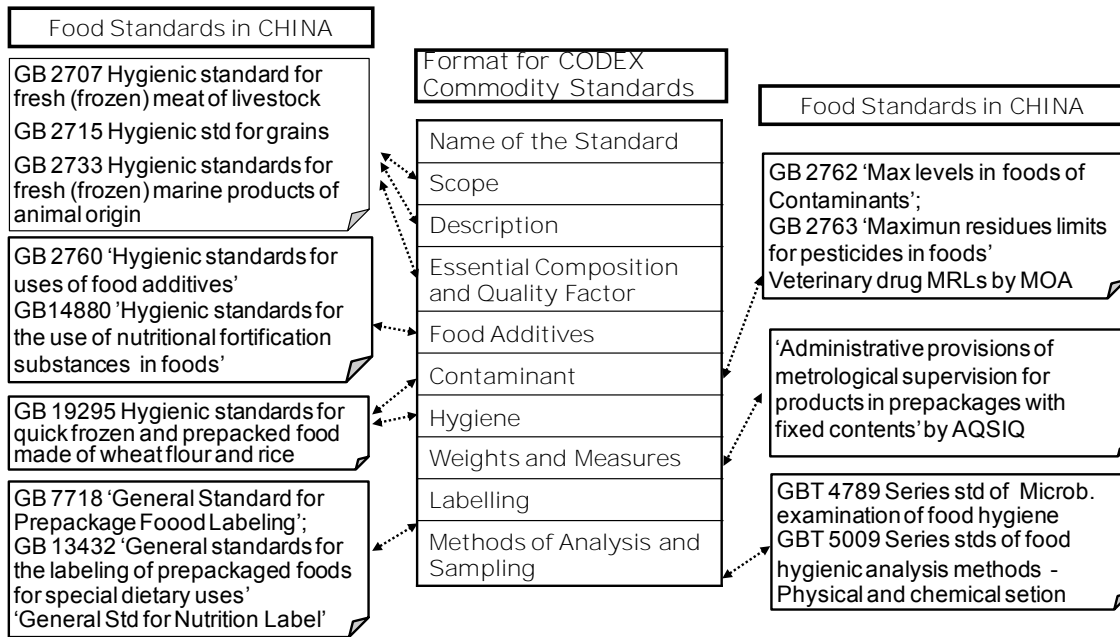 Food Standards in CHINA
GB 2707 Hygienic standard for
fresh (frozen) meat of livestock
GB 2715 Hygienic std for grains
GB 2733 Hygienic standards for
fresh (frozen) marine products of
animal origin
GB 2760 ‘Hygienic standards for
uses of food additives’
GB14880 ’Hygienic standards for
the use of nutritional fortification
substances in foods’
GB 19295 Hygienic standards for
quick frozen and prepacked food
made of wheat flour and rice
GB 7718 ‘General Standard for
Prepackage Foood Labeling’;
GB 13432 ‘General standards for
the labeling of prepackaged foods
for special dietary uses’
‘General Std for Nutrition Label’
Format for CODEX
Commodity Standards
Name of the Standard
Scope
Description
Essential Composition
and Quality Factor
Food Additives
Contaminant
Hygiene
Weights and Measures
Labelling
Methods of Analysis and
Sampling
Food Standards in CHINA
GB 2762 ‘Max levels in foods of
Contaminants’;
GB 2763 ‘Maximun residues limits
for pesticides in foods’
Veterinary drug MRLs by MOA
‘Administrative provisions of
metrological supervision for
products in prepackages with
fixed contents’ by AQSIQ
GBT 4789 Series std of Microb.
examination of food hygiene
GBT 5009 Series stds of food
hygienic analysis methods -
Physical and chemical setion